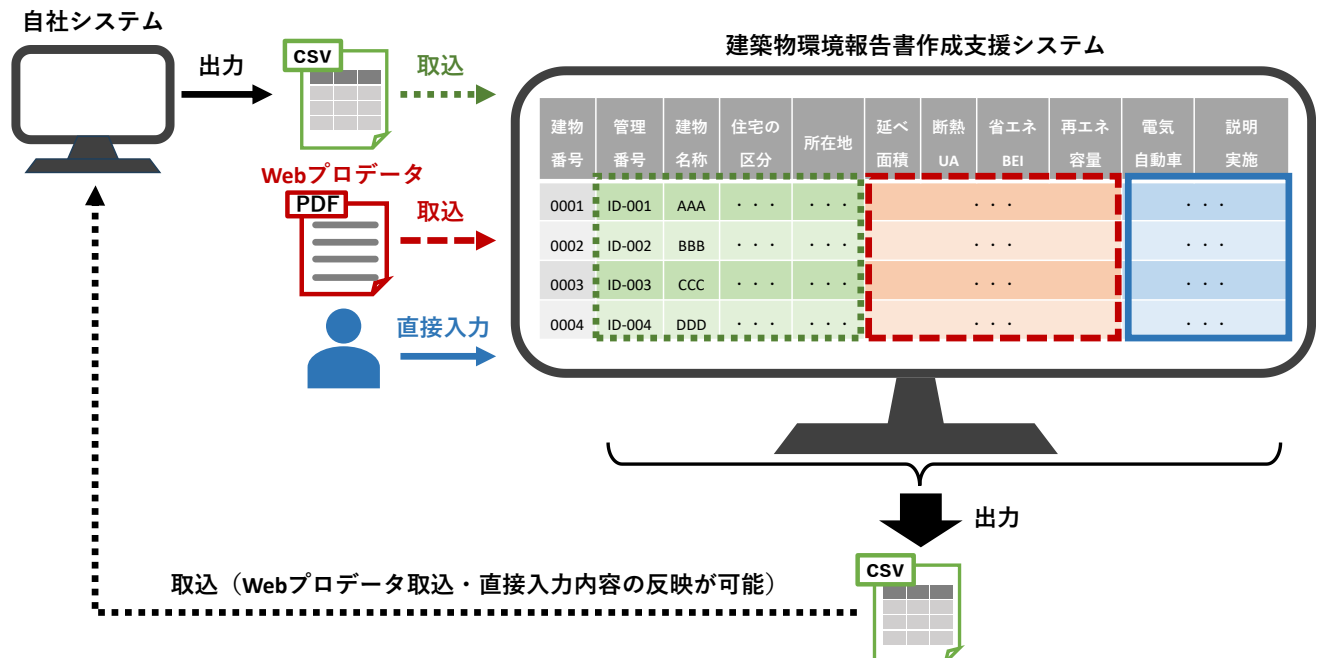 自社システム
建築物環境報告書作成支援システム
出力
CSV
取込
Webプロデータ
PDF
取込
直接入力
建物番号 管理番号 建物名称 住宅の区分 所在地 延べ面積 断熱UA 省エネBEI 再エネ容量 電気自動車 説明実施
0001 ID-001 AAA ・・・ ・・・ ・・・ ・・・
0002 ID-002 BBB ・・・ ・・・ ・・・ ・・・
0003 ID-003 CCC ・・・ ・・・ ・・・ ・・・
0004 ID-004 DDD ・・・ ・・・ ・・・ ・・・
出力
CSV
取込（Webプロデータ取込・直接入力内容の反映が可能）